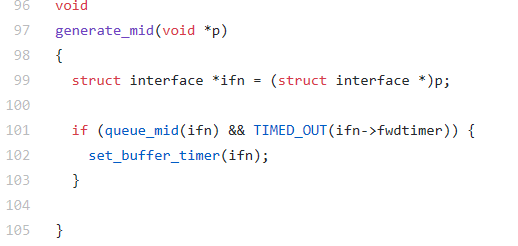 96 void
97 generate_mid(void *p)
98 {
99 struct interface *ifn = (struct interface *)p;
100
101 if (queue_mid(ifn) && TIMED_OUT(ifn->fwdtimer)) {
102 set_buffer_timer(ifn);
103 }
104
105 }